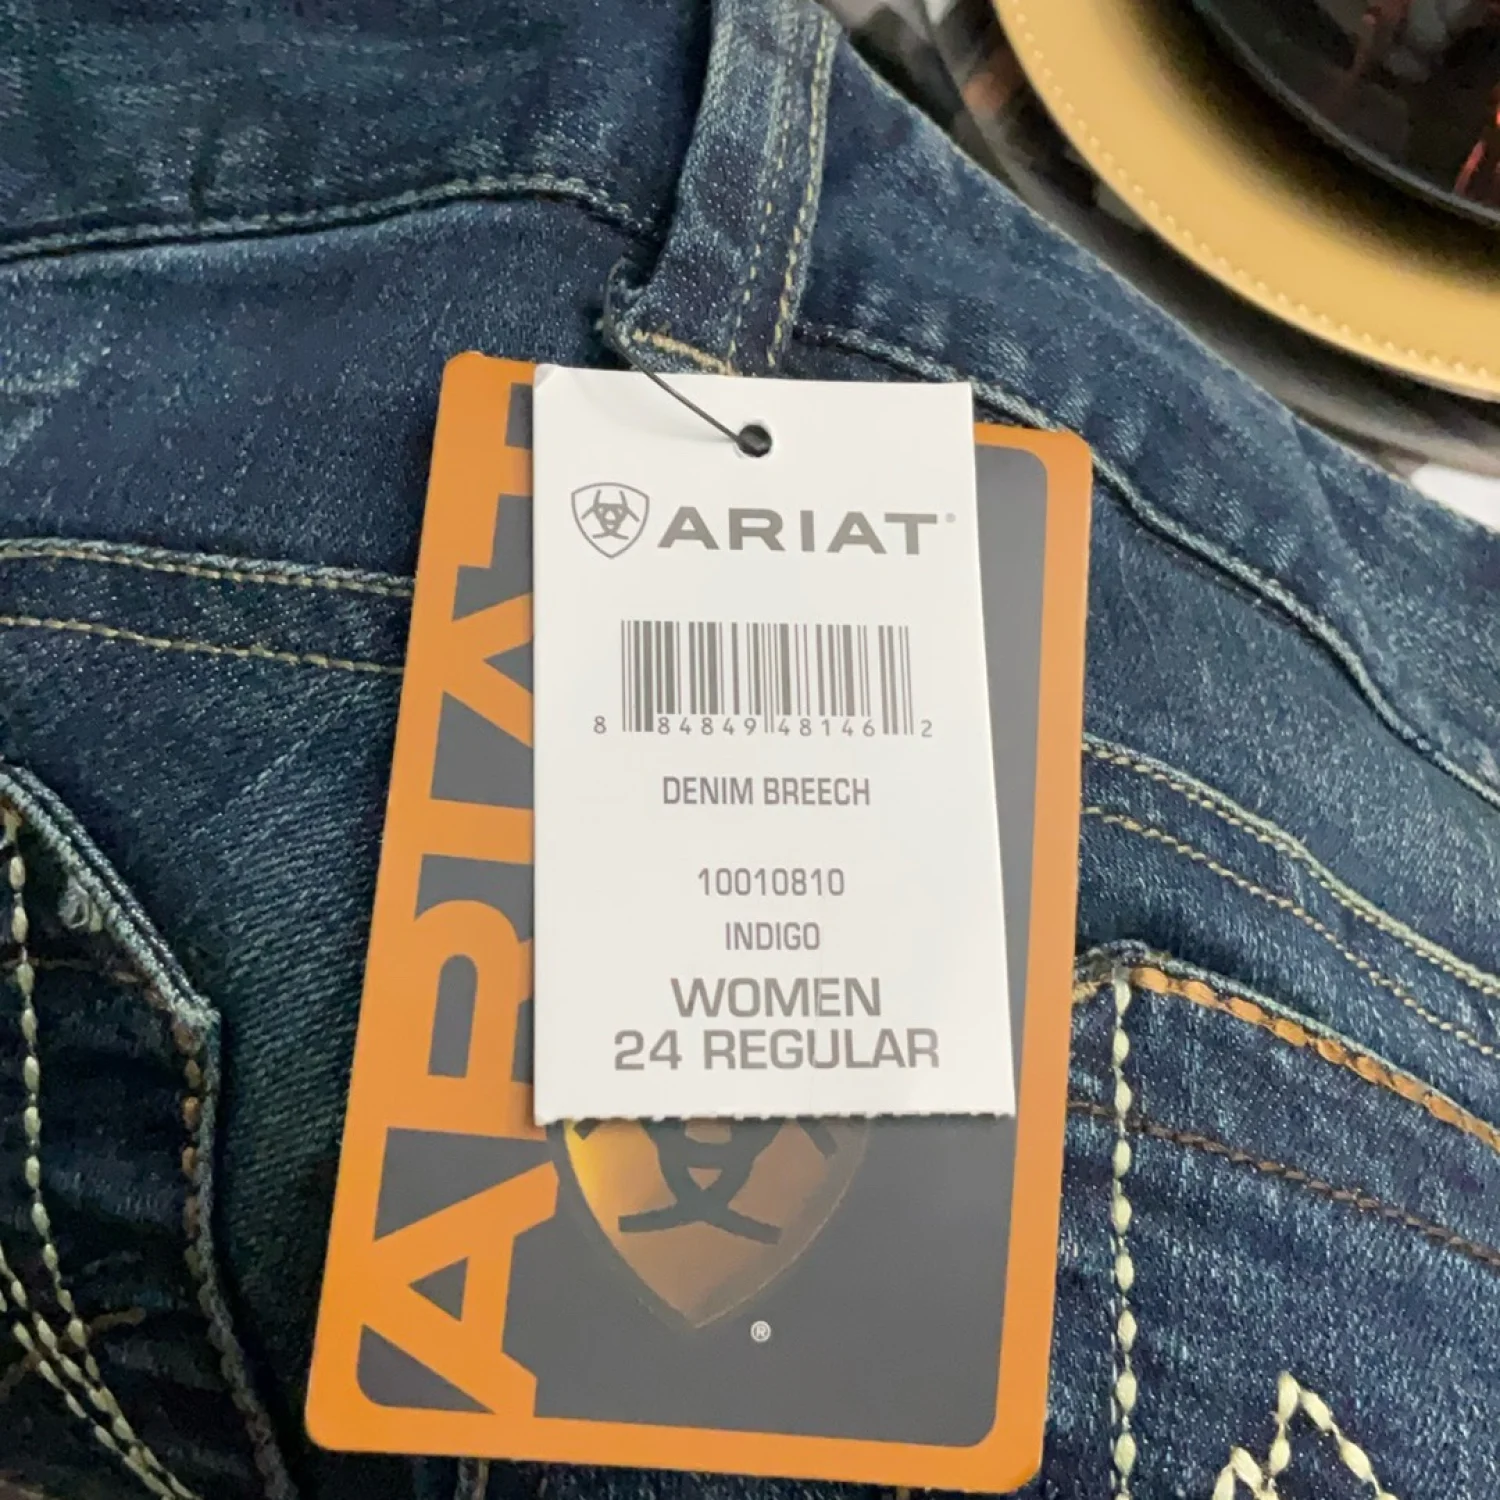 ARIAT®
8 84849 48146 2
DENIM BREECH
10010810
INDIGO
WOMEN
24 REGULAR
ARIAT
®